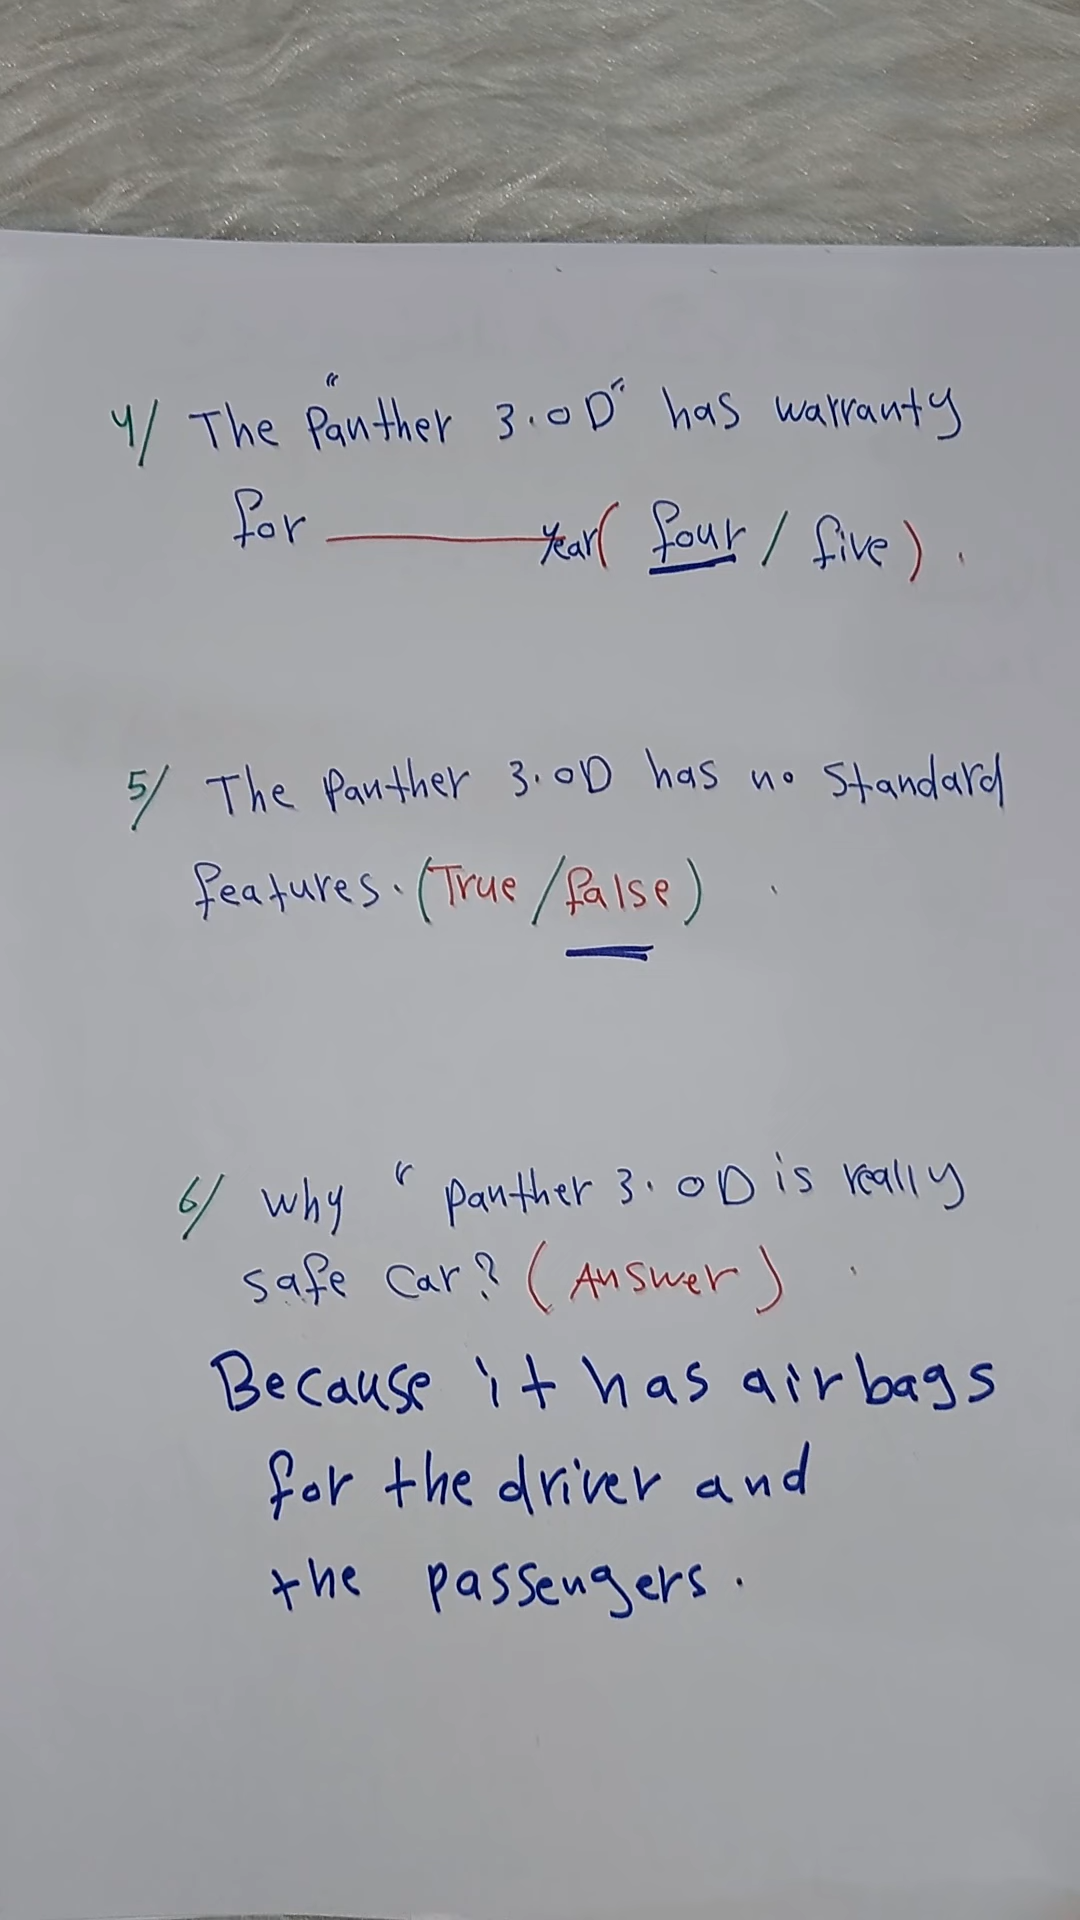 4/ The "Panther 3.0D" has warranty
for ______ year ( four / five ).
5/ The Panther 3.0D has no Standard
features. (True / false)
6/ why " panther 3.0D is really
safe car? ( Answer )
Because it has airbags
for the driver and
the passengers.